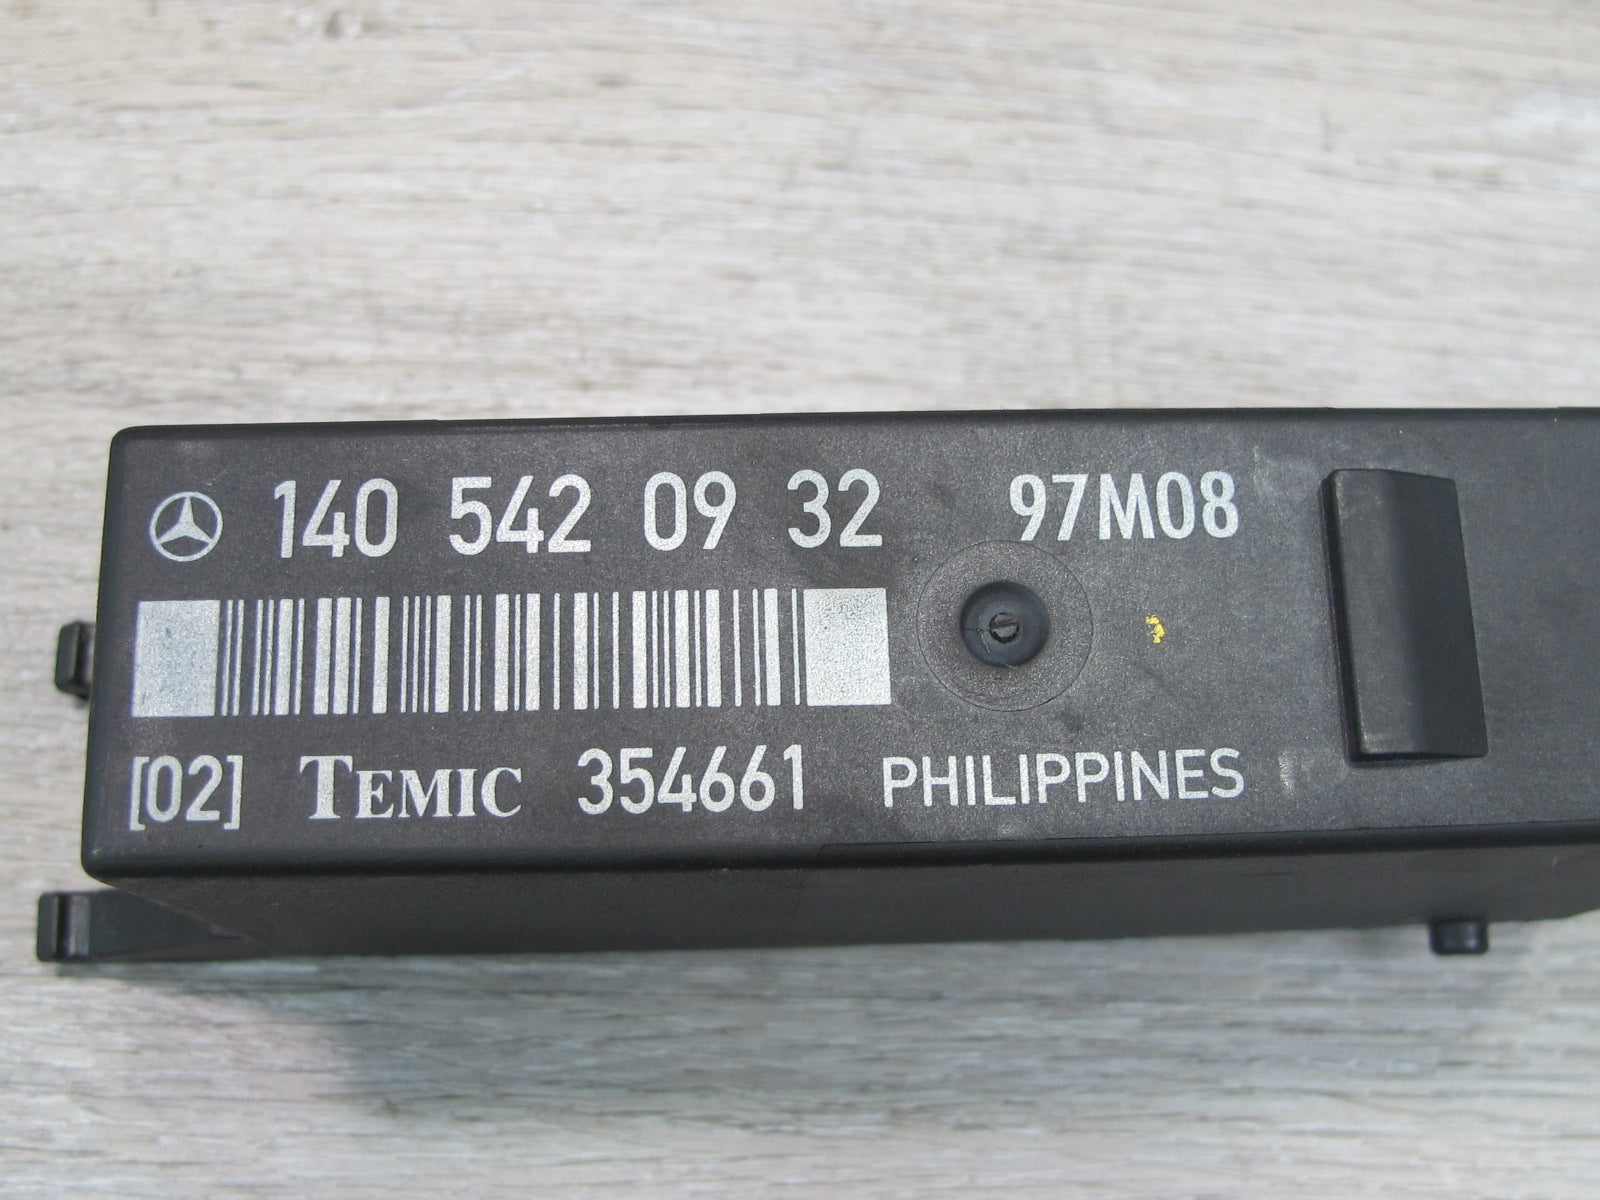 140 542 09 32 97M08
[02] TEMIC 354661 PHILIPPINES